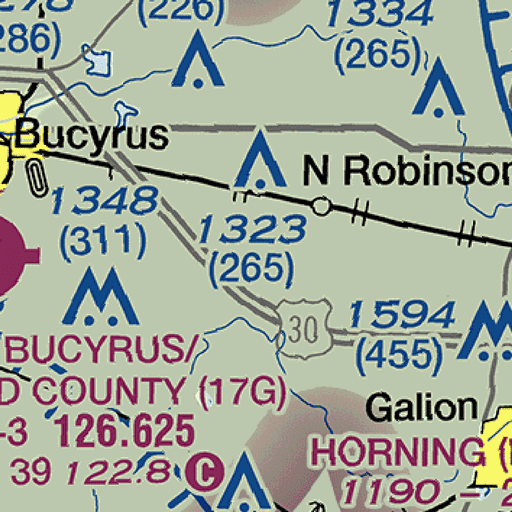 (226)
1334
(265)
286)
Bucyrus
N Robinson
1348
(311)
1323
(265)
30
1594
(455)
BUCYRUS/
D COUNTY (17G)
-3 126.625
39 122.8 C
Galion
HORNING (
1190 -